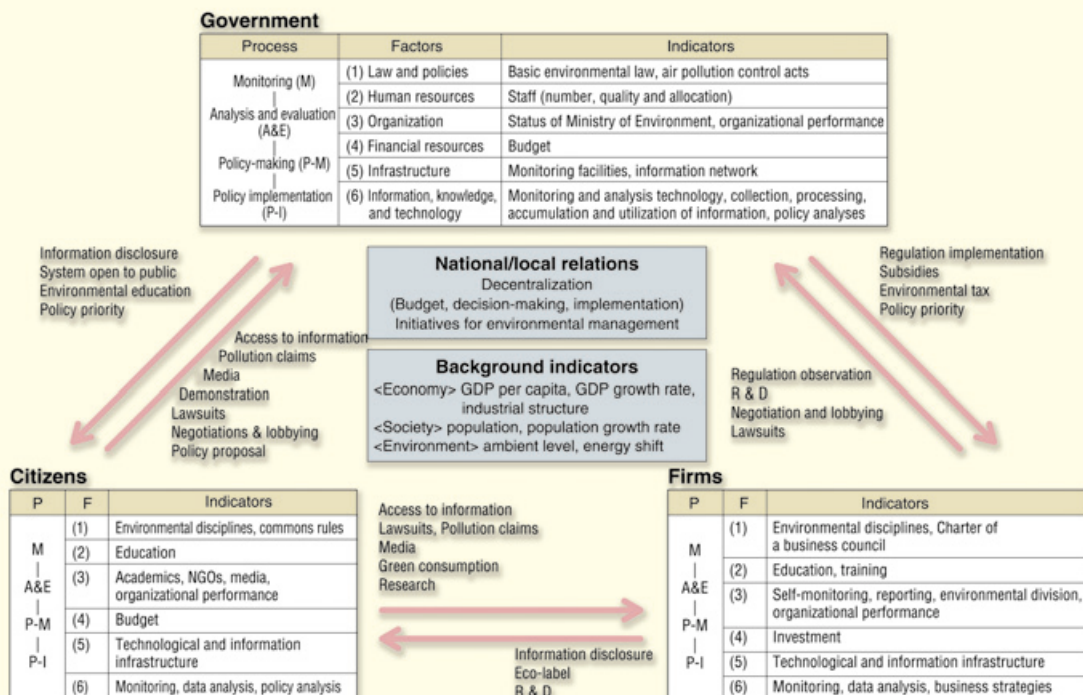 Government
Process Factors Indicators
Monitoring (M)
Analysis and evaluation
(A&E)
Policy-making (P-M)
Policy implementation
(P-I)
(1) Law and policies Basic environmental law, air pollution control acts
(2) Human resources Staff (number, quality and allocation)
(3) Organization Status of Ministry of Environment, organizational performance
(4) Financial resources Budget
(5) Infrastructure Monitoring facilities, information network
(6) Information, knowledge, Monitoring and analysis technology, collection, processing,
and technology accumulation and utilization of information, policy analyses
Information disclosure
System open to public
Environmental education
Policy priority
Access to information
Pollution claims
Media
Demonstration
Lawsuits
Negotiations & lobbying
Policy proposal
National/local relations
Decentralization
(Budget, decision-making, implementation)
Initiatives for environmental management
Background indicators
<Economy> GDP per capita, GDP growth rate,
industrial structure
<Society> population, population growth rate
<Environment> ambient level, energy shift
Regulation implementation
Subsidies
Environmental tax
Policy priority
Regulation observation
R & D
Negotiation and lobbying
Lawsuits
Citizens
P F Indicators
M
A&E
P-M
P-I
(1) Environmental disciplines, commons rules
(2) Education
(3) Academics, NGOs, media,
organizational performance
(4) Budget
(5) Technological and information
infrastructure
(6) Monitoring, data analysis, policy analysis
Access to information
Lawsuits, Pollution claims
Media
Green consumption
Research
Information disclosure
Eco-label
R & D
Firms
P F Indicators
M
A&E
P-M
P-I
(1) Environmental disciplines, Charter of
a business council
(2) Education, training
(3) Self-monitoring, reporting, environmental division,
organizational performance
(4) Investment
(5) Technological and information infrastructure
(6) Monitoring, data analysis, business strategies